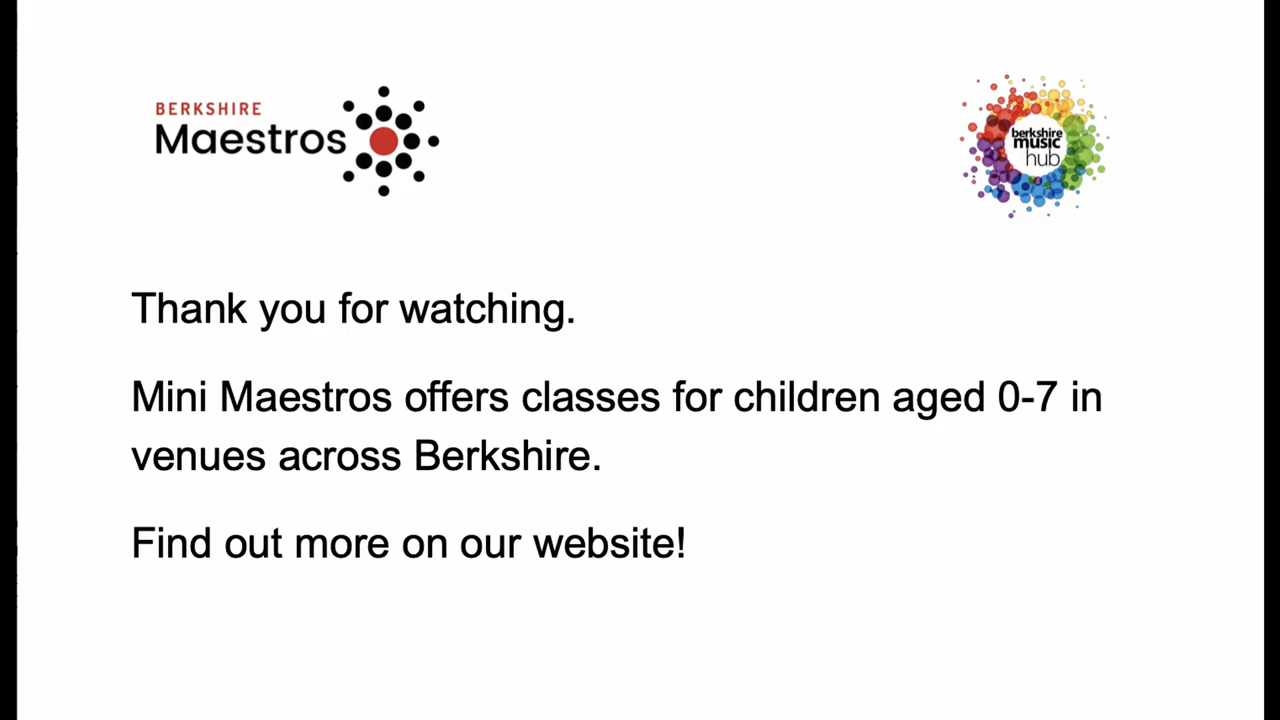 BERKSHIRE
Maestros
berkshire
music
hub
Thank you for watching.
Mini Maestros offers classes for children aged 0-7 in
venues across Berkshire.
Find out more on our website!